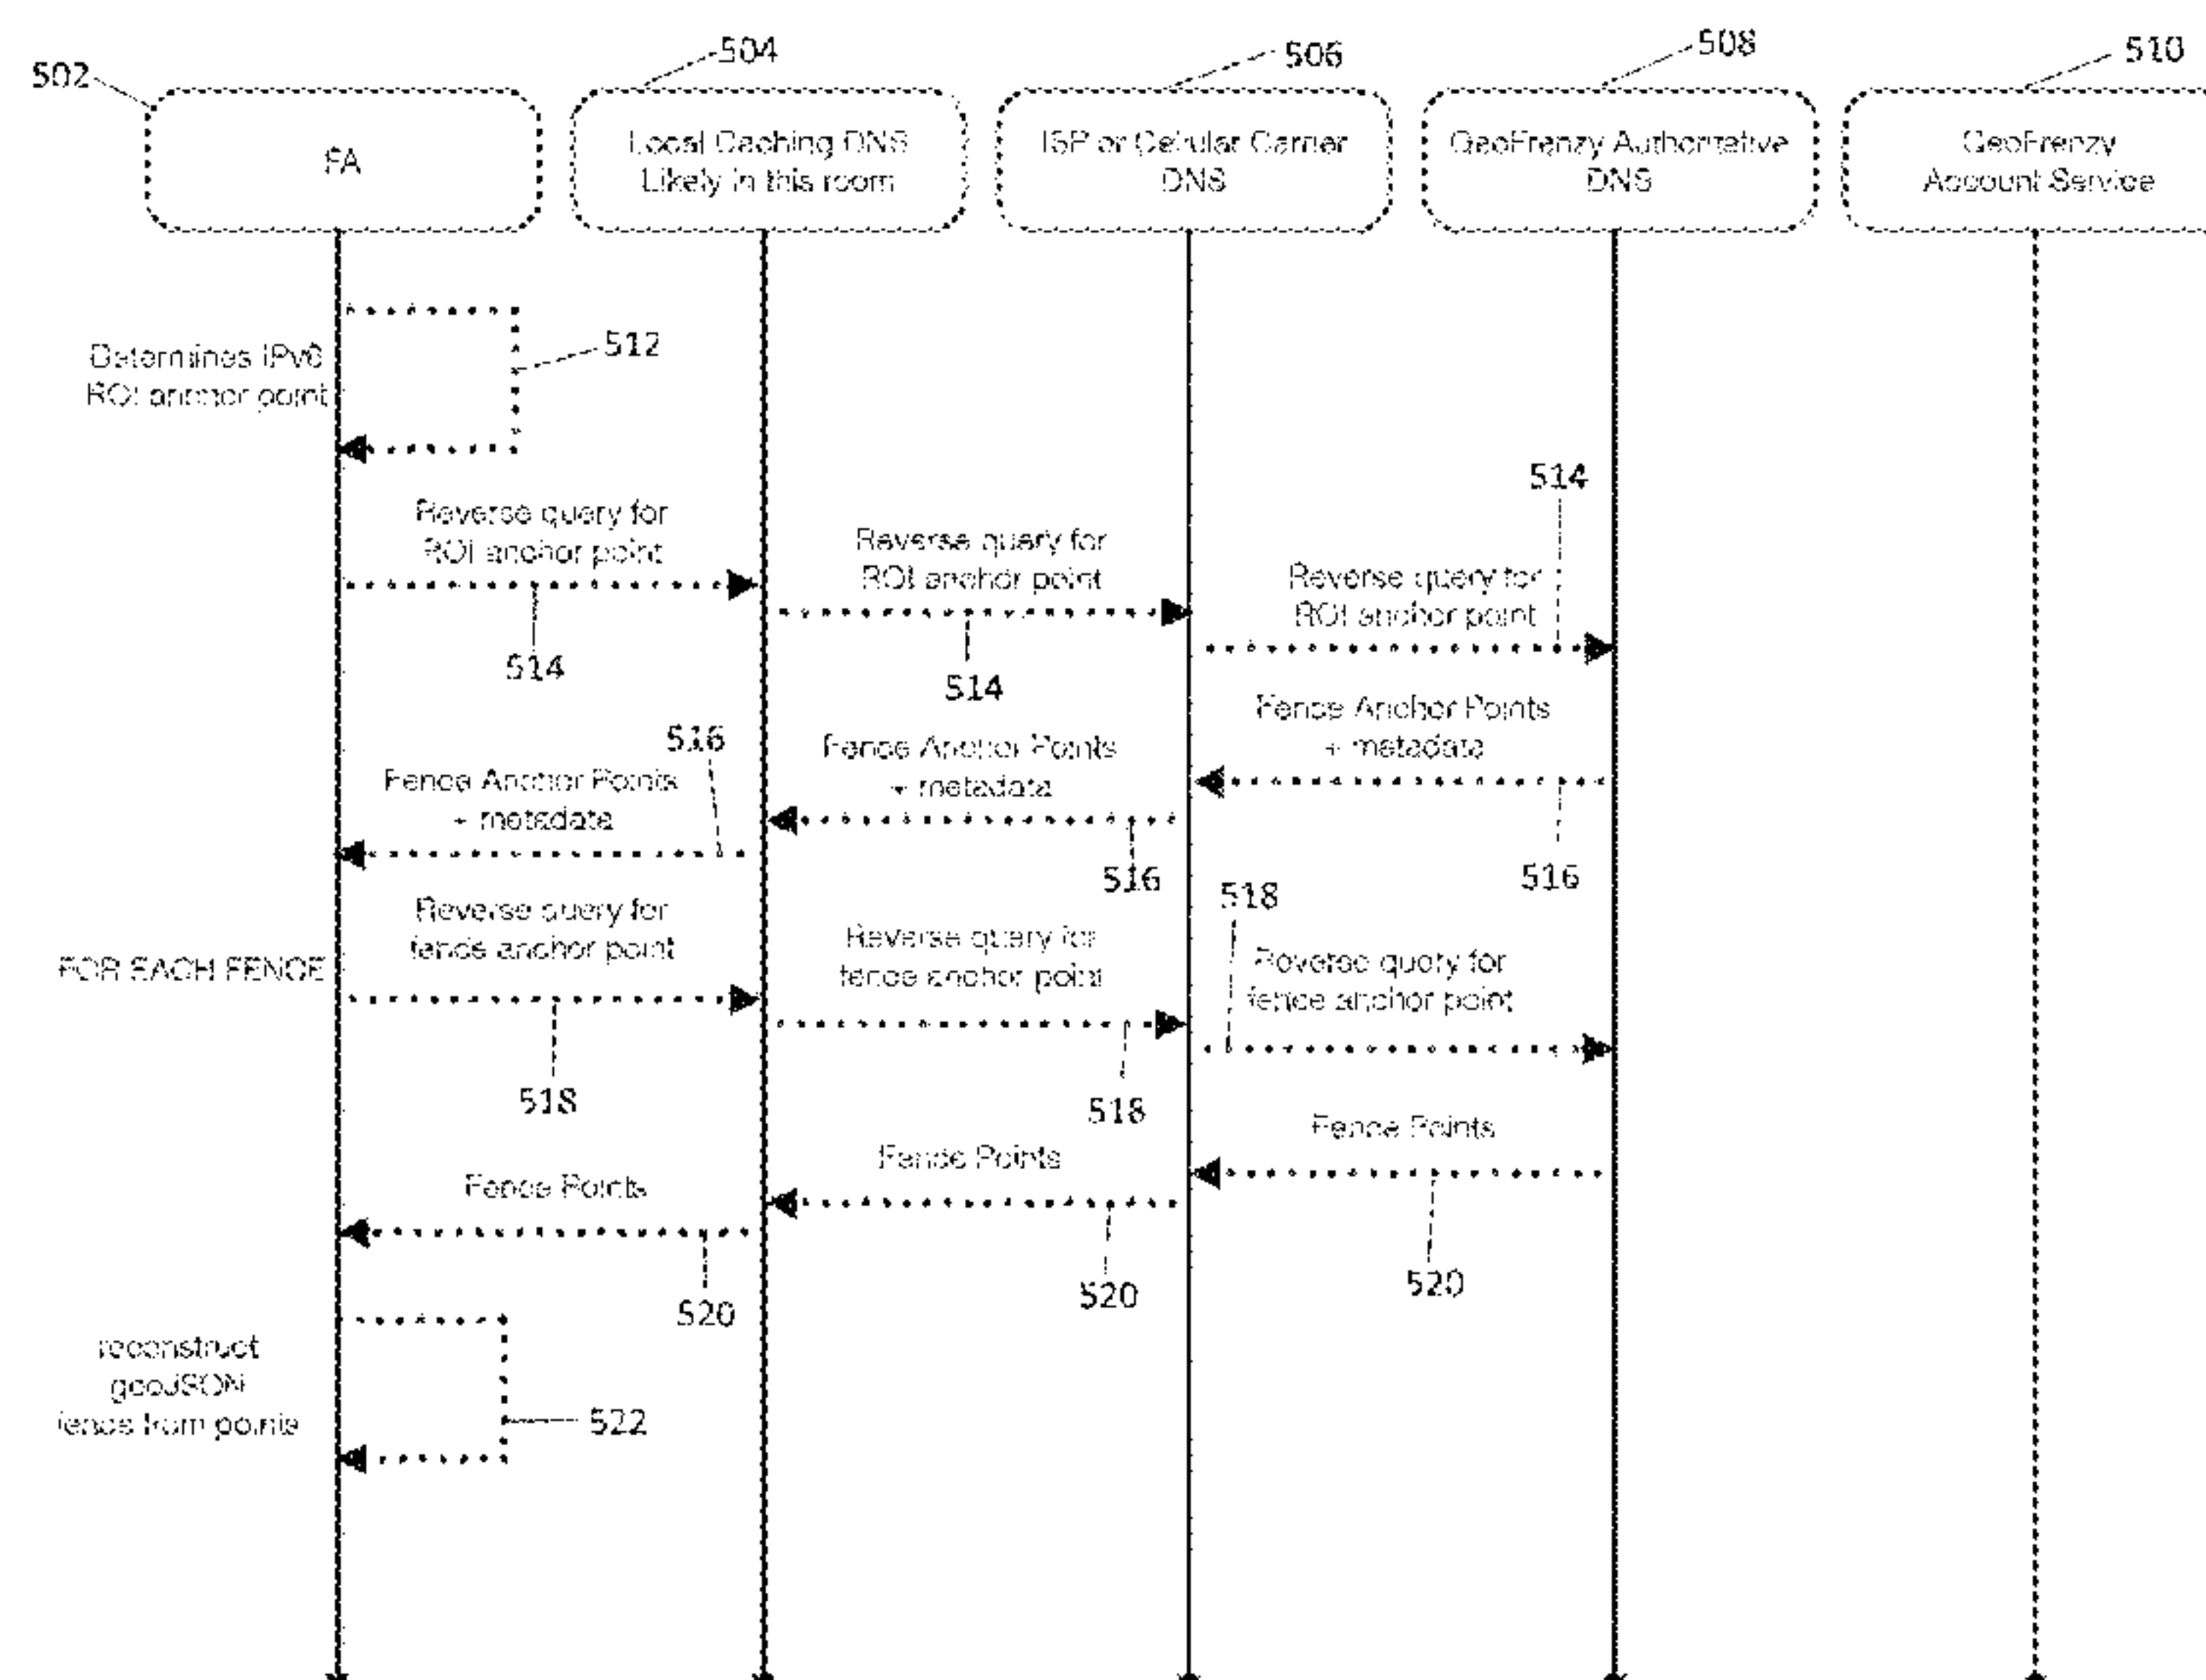 502
504
506
508
510
FA
Local Caching DNS
Likely in this room
ISP or Cellular Carrier
DNS
GeoFrenzy Authoritative
DNS
GeoFrenzy
Account Service
Determines IPv6
ROI anchor point
512
Reverse query for
ROI anchor point
514
Reverse query for
ROI anchor point
514
514
Reverse query for
ROI anchor point
Fence Anchor Points
+ metadata
516
Fence Anchor Points
+ metadata
516
516
Fence Anchor Points
+ metadata
FOR EACH FENCE
Reverse query for
fence anchor point
518
Reverse query for
fence anchor point
518
518
Reverse query for
fence anchor point
Fence Points
520
Fence Points
520
Fence Points
520
reconstruct
geoJSON
fence from points
522